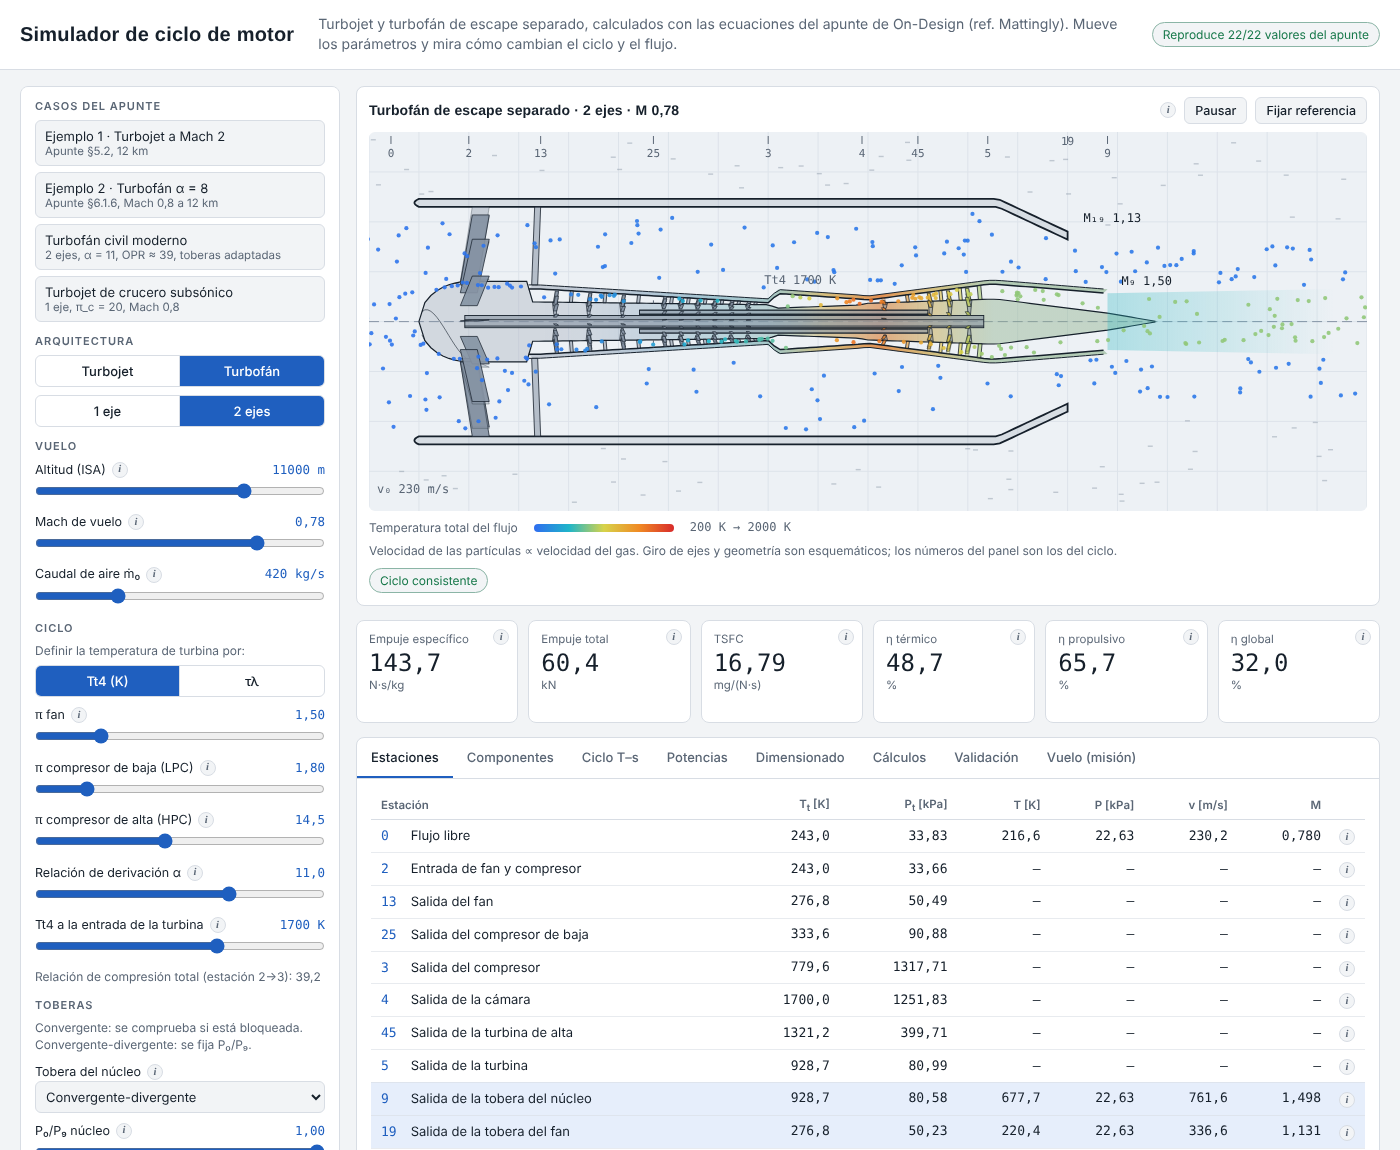 Simulador de ciclo de motor
Turbojet y turbofán de escape separado, calculados con las ecuaciones del apunte de On-Design (ref. Mattingly). Mueve
los parámetros y mira cómo cambian el ciclo y el flujo.
Reproduce 22/22 valores del apunte
CASOS DEL APUNTE
Ejemplo 1 · Turbojet a Mach 2
Apunte §5.2, 12 km
Ejemplo 2 · Turbofán α = 8
Apunte §6.1.6, Mach 0,8 a 12 km
Turbofán civil moderno
2 ejes, α = 11, OPR ≈ 39, toberas adaptadas
Turbojet de crucero subsónico
1 eje, π_c = 20, Mach 0,8
ARQUITECTURA
Turbojet
Turbofán
1 eje
2 ejes
VUELO
Altitud (ISA) i 11000 m
Mach de vuelo i 0,78
Caudal de aire ṁ₀ i 420 kg/s
CICLO
Definir la temperatura de turbina por:
Tt4 (K)
τλ
π fan i 1,50
π compresor de baja (LPC) i 1,80
π compresor de alta (HPC) i 14,5
Relación de derivación α i 11,0
Tt4 a la entrada de la turbina i 1700 K
Relación de compresión total (estación 2→3): 39,2
TOBERAS
Convergente: se comprueba si está bloqueada.
Convergente-divergente: se fija P₀/P₉.
Tobera del núcleo i
Convergente-divergente
P₀/P₉ núcleo i 1,00
Turbofán de escape separado · 2 ejes · M 0,78
i
Pausar
Fijar referencia
0 2 13 25 3 4 45 5 19 9
M₁₉ 1,13
Tt4 1700 K
M₉ 1,50
v₀ 230 m/s
Temperatura total del flujo 200 K → 2000 K
Velocidad de las partículas ∝ velocidad del gas. Giro de ejes y geometría son esquemáticos; los números del panel son los del ciclo.
Ciclo consistente
Empuje específico i
143,7
N·s/kg
Empuje total i
60,4
kN
TSFC i
16,79
mg/(N·s)
η térmico i
48,7
%
η propulsivo i
65,7
%
η global i
32,0
%
Estaciones Componentes Ciclo T–s Potencias Dimensionado Cálculos Validación Vuelo (misión)
Estación Tt [K] Pt [kPa] T [K] P [kPa] v [m/s] M
0 Flujo libre 243,0 33,83 216,6 22,63 230,2 0,780 i
2 Entrada de fan y compresor 243,0 33,66 – – – – i
13 Salida del fan 276,8 50,49 – – – – i
25 Salida del compresor de baja 333,6 90,88 – – – – i
3 Salida del compresor 779,6 1317,71 – – – – i
4 Salida de la cámara 1700,0 1251,83 – – – – i
45 Salida de la turbina de alta 1321,2 399,71 – – – – i
5 Salida de la turbina 928,7 80,99 – – – – i
9 Salida de la tobera del núcleo 928,7 80,58 677,7 22,63 761,6 1,498 i
19 Salida de la tobera del fan 276,8 50,23 220,4 22,63 336,6 1,131 i